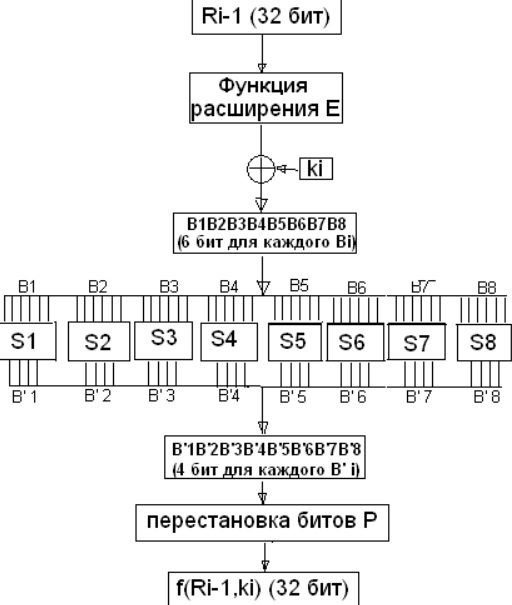 Ri-1 (32 бит)
Функция
расширения E
ki
B1B2B3B4B5B6B7B8
(6 бит для каждого Bi)
B1 B2 B3 B4 B5 B6 B7 B8
S1 S2 S3 S4 S5 S6 S7 S8
B'1 B'2 B'3 B'4 B'5 B'6 B'7 B'8
B'1B'2B'3B'4B'5B'6B'7B'8
(4 бит для каждого B' i)
перестановка битов P
f(Ri-1,ki) (32 бит)